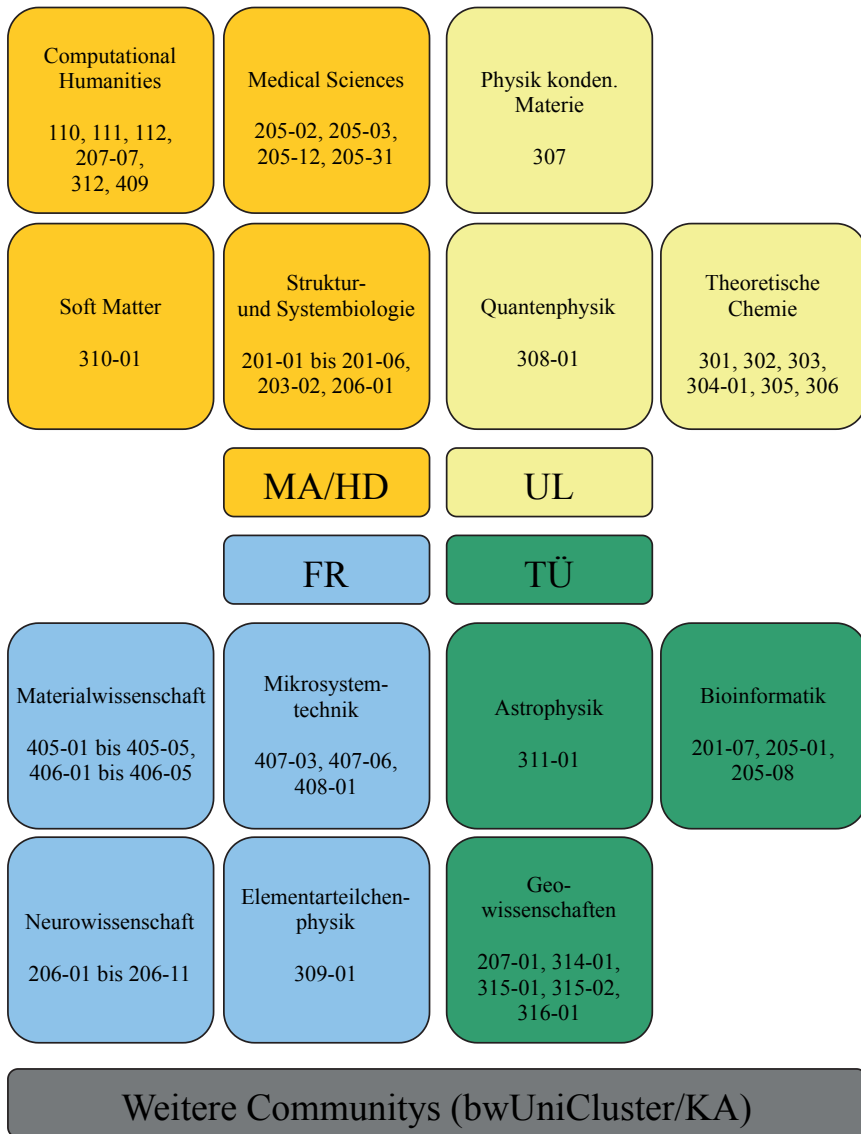 Computational
Humanities
110, 111, 112,
207-07,
312, 409
Medical Sciences
205-02, 205-03,
205-12, 205-31
Physik konden.
Materie
307
Soft Matter
310-01
Struktur-
und Systembiologie
201-01 bis 201-06,
203-02, 206-01
Quantenphysik
308-01
Theoretische
Chemie
301, 302, 303,
304-01, 305, 306
MA/HD
UL
FR
TÜ
Materialwissenschaft
405-01 bis 405-05,
406-01 bis 406-05
Mikrosystem-
technik
407-03, 407-06,
408-01
Astrophysik
311-01
Bioinformatik
201-07, 205-01,
205-08
Neurowissenschaft
206-01 bis 206-11
Elementarteilchen-
physik
309-01
Geo-
wissenschaften
207-01, 314-01,
315-01, 315-02,
316-01
Weitere Communitys (bwUniCluster/KA)